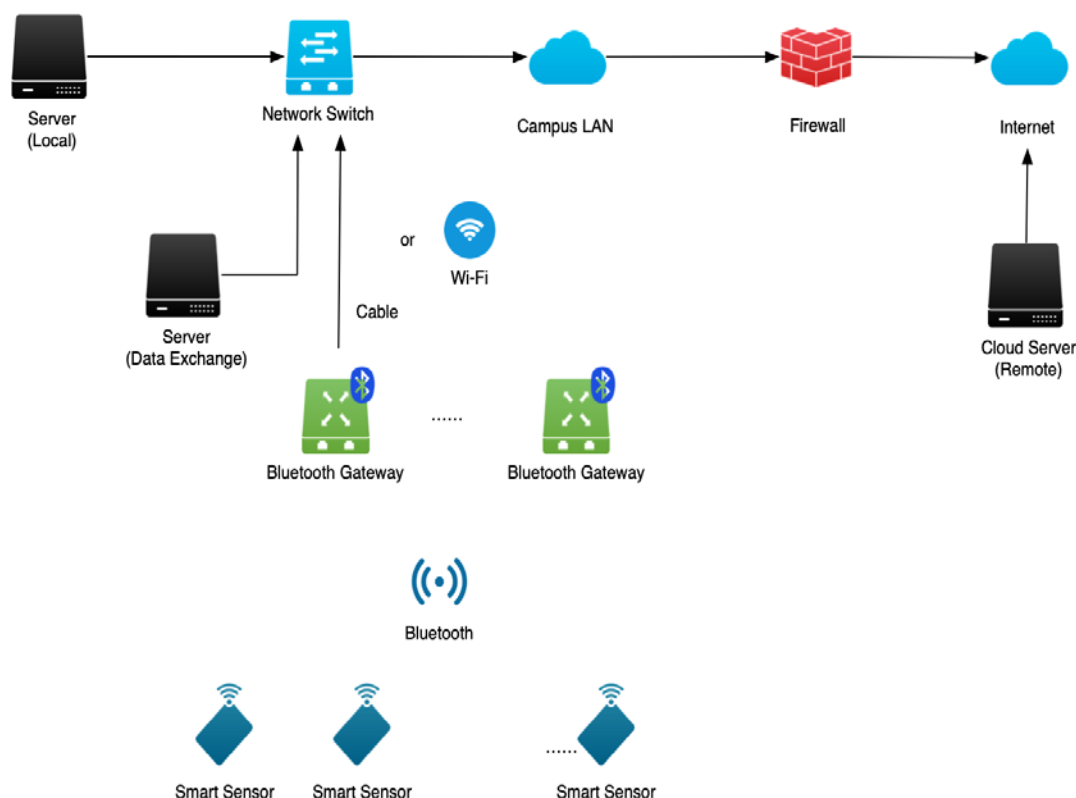 Server
(Local)
Network Switch
Campus LAN
Firewall
Internet
or
Wi-Fi
Cable
Server
(Data Exchange)
Cloud Server
(Remote)
......
Bluetooth Gateway
Bluetooth Gateway
Bluetooth
......
Smart Sensor
Smart Sensor
Smart Sensor